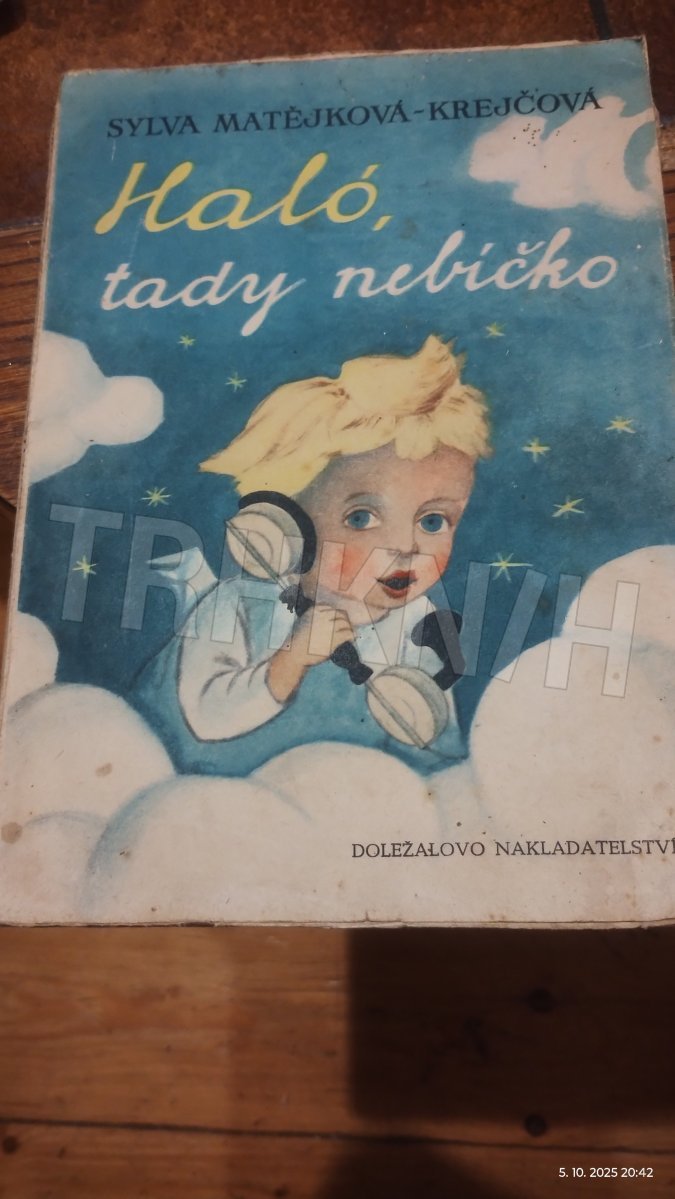 SYLVA MATĚJKOVÁ-KREJČOVÁ
Haló,
tady nebíčko
TRHKNIH
DOLEŽALOVO NAKLADATELSTVÍ
5. 10. 2025 20:42